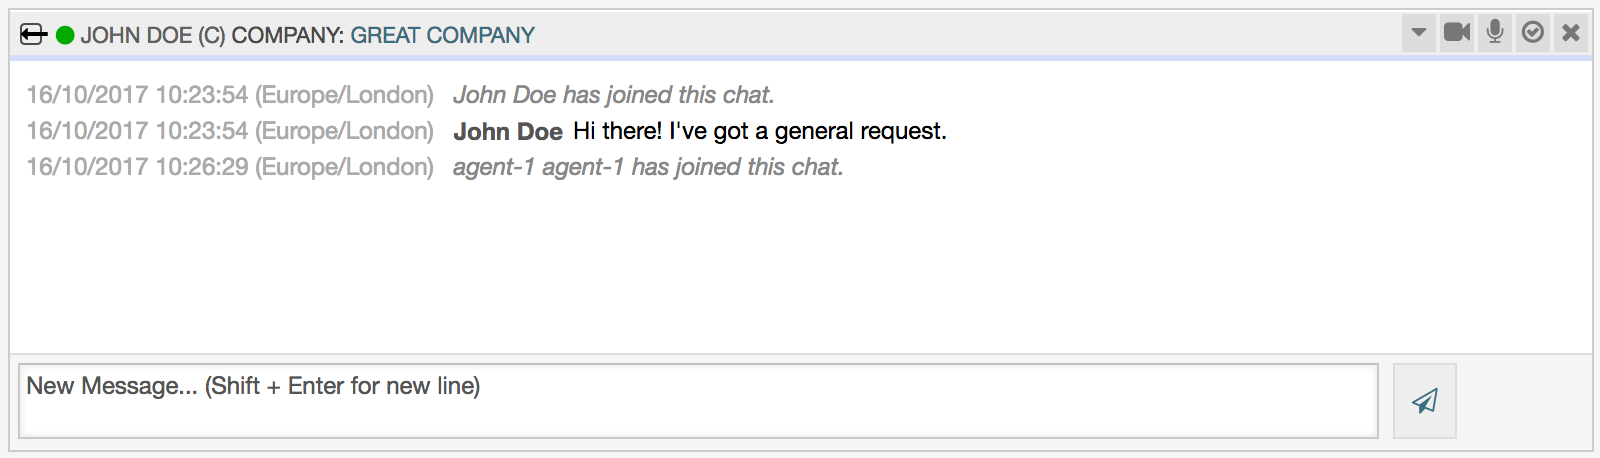 JOHN DOE (C) COMPANY: GREAT COMPANY
16/10/2017 10:23:54 (Europe/London) John Doe has joined this chat.
16/10/2017 10:23:54 (Europe/London) John Doe Hi there! I've got a general request.
16/10/2017 10:26:29 (Europe/London) agent-1 agent-1 has joined this chat.
New Message... (Shift + Enter for new line)